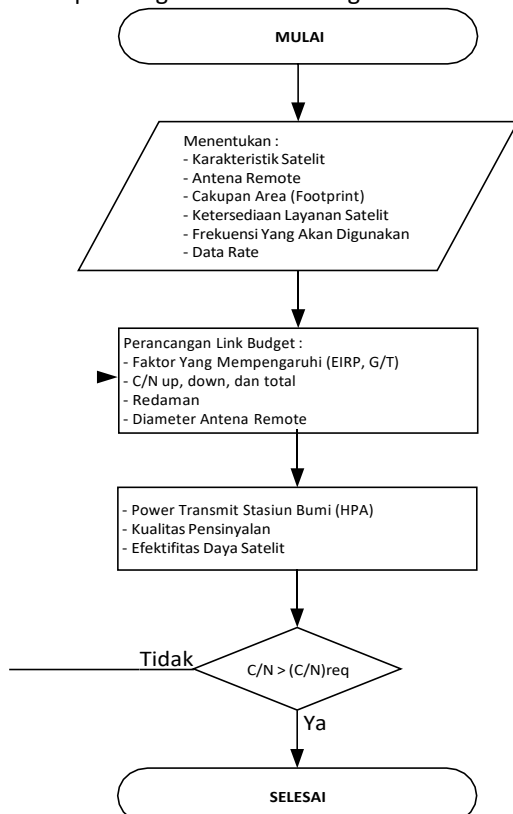 MULAI
Menentukan :
- Karakteristik Satelit
- Antena Remote
- Cakupan Area (Footprint)
- Ketersediaan Layanan Satelit
- Frekuensi Yang Akan Digunakan
- Data Rate
Perancangan Link Budget :
- Faktor Yang Mempengaruhi (EIRP, G/T)
- C/N up, down, dan total
- Redaman
- Diameter Antena Remote
- Power Transmit Stasiun Bumi (HPA)
- Kualitas Pensinyalan
- Efektifitas Daya Satelit
Tidak
C/N > (C/N)req
Ya
SELESAI